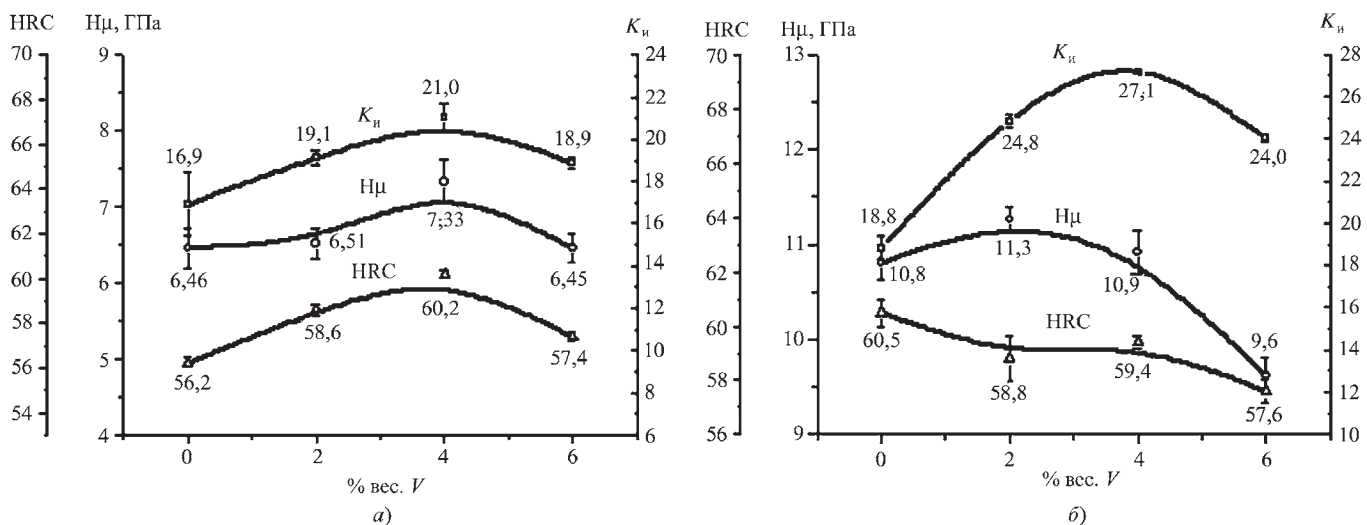 HRC Hμ, ГПа Kи
70 9 24
68 22
66 8 20
64 18
62 7 16
60 6 14
58 12
56 5 10
54 8
4 6
16,9 19,1 21,0 18,9
Kи
Hμ
6,46 6,51 7,33 6,45
HRC
56,2 58,6 60,2 57,4
0 2 4 6
% вес. V
а)
HRC Hμ, ГПа Kи
70 13 28
68 26
66 12 24
64 22
62 11 20
60 18
58 10 16
56 9 14
12
10
Kи
18,8 24,8 27,1 24,0
Hμ
10,8 11,3 10,9 9,6
HRC
60,5 58,8 59,4 57,6
0 2 4 6
% вес. V
б)